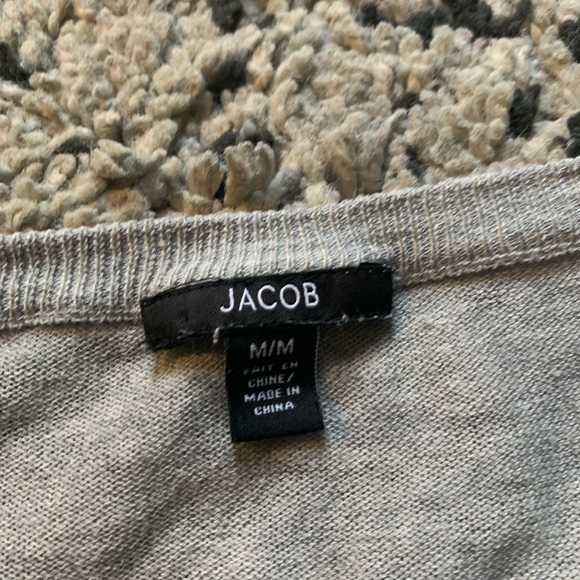 JACOB
M/M
FAIT EN
CHINE/
MADE IN
CHINA